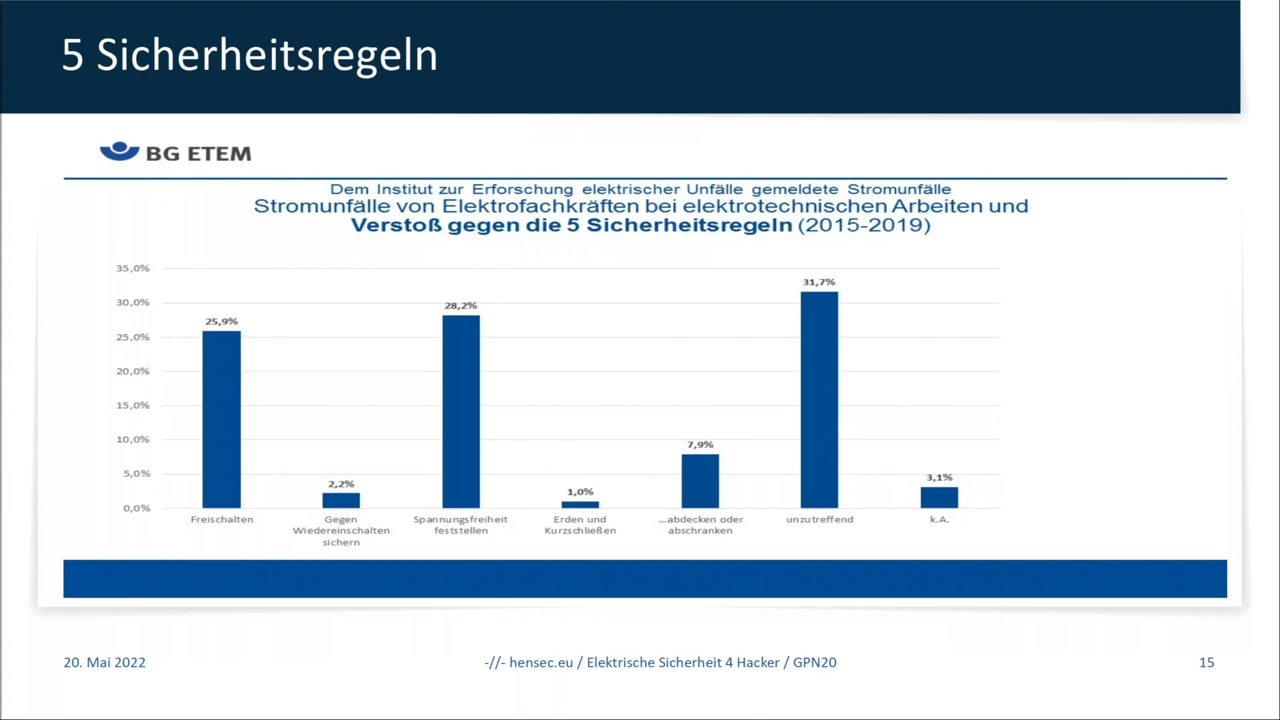 5 Sicherheitsregeln
BG ETEM
Dem Institut zur Erforschung elektrischer Unfälle gemeldete Stromunfälle
Stromunfälle von Elektrofachkräften bei elektrotechnischen Arbeiten und
Verstoß gegen die 5 Sicherheitsregeln (2015-2019)
35,0%
30,0%
25,0%
20,0%
15,0%
10,0%
5,0%
0,0%
25,9%
2,2%
28,2%
1,0%
7,9%
31,7%
3,1%
Freischalten
Gegen
Wiedereinschalten
sichern
Spannungsfreiheit
feststellen
Erden und
Kurzschließen
...abdecken oder
abschranken
unzutreffend
k.A.
20. Mai 2022
-//- hensec.eu / Elektrische Sicherheit 4 Hacker / GPN20
15